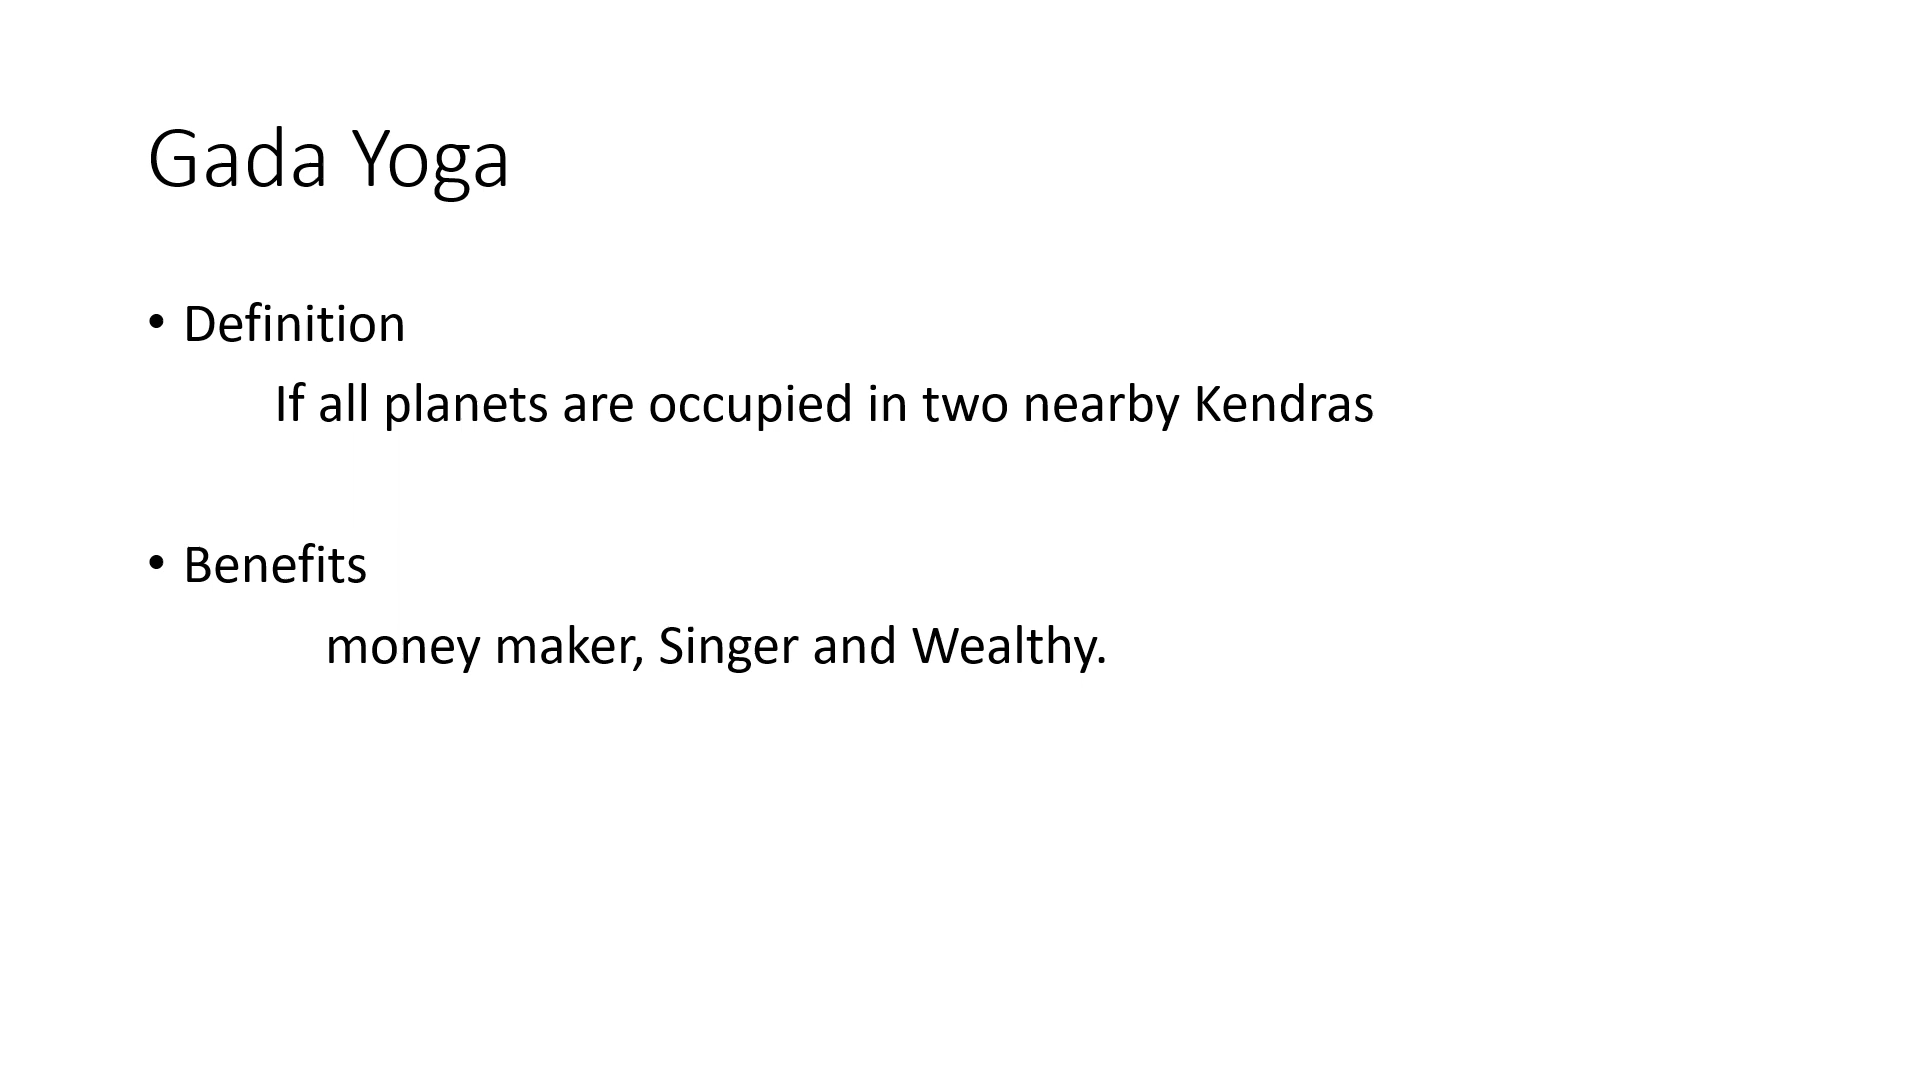 Gada Yoga
• Definition
If all planets are occupied in two nearby Kendras
• Benefits
money maker, Singer and Wealthy.